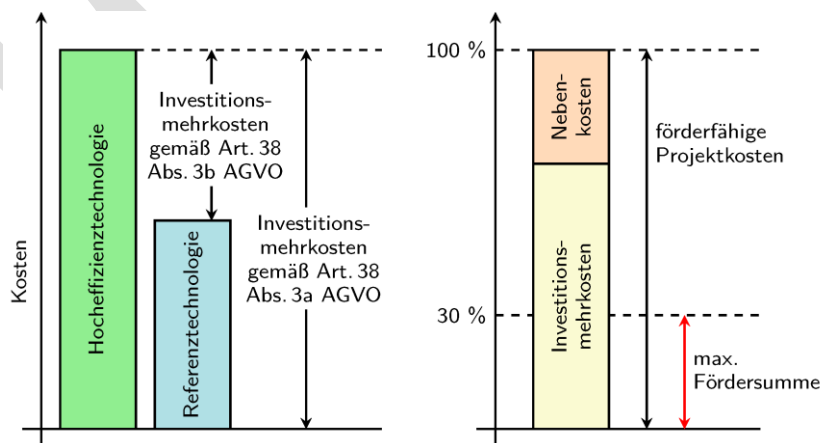 Kosten
Hocheffizienztechnologie
Referenztechnologie
Investitions-
mehrkosten
gemäß Art. 38
Abs. 3b AGVO
Investitions-
mehrkosten
gemäß Art. 38
Abs. 3a AGVO
100 %
30 %
Neben-
kosten
Investitions-
mehrkosten
förderfähige
Projektkosten
max.
Fördersumme